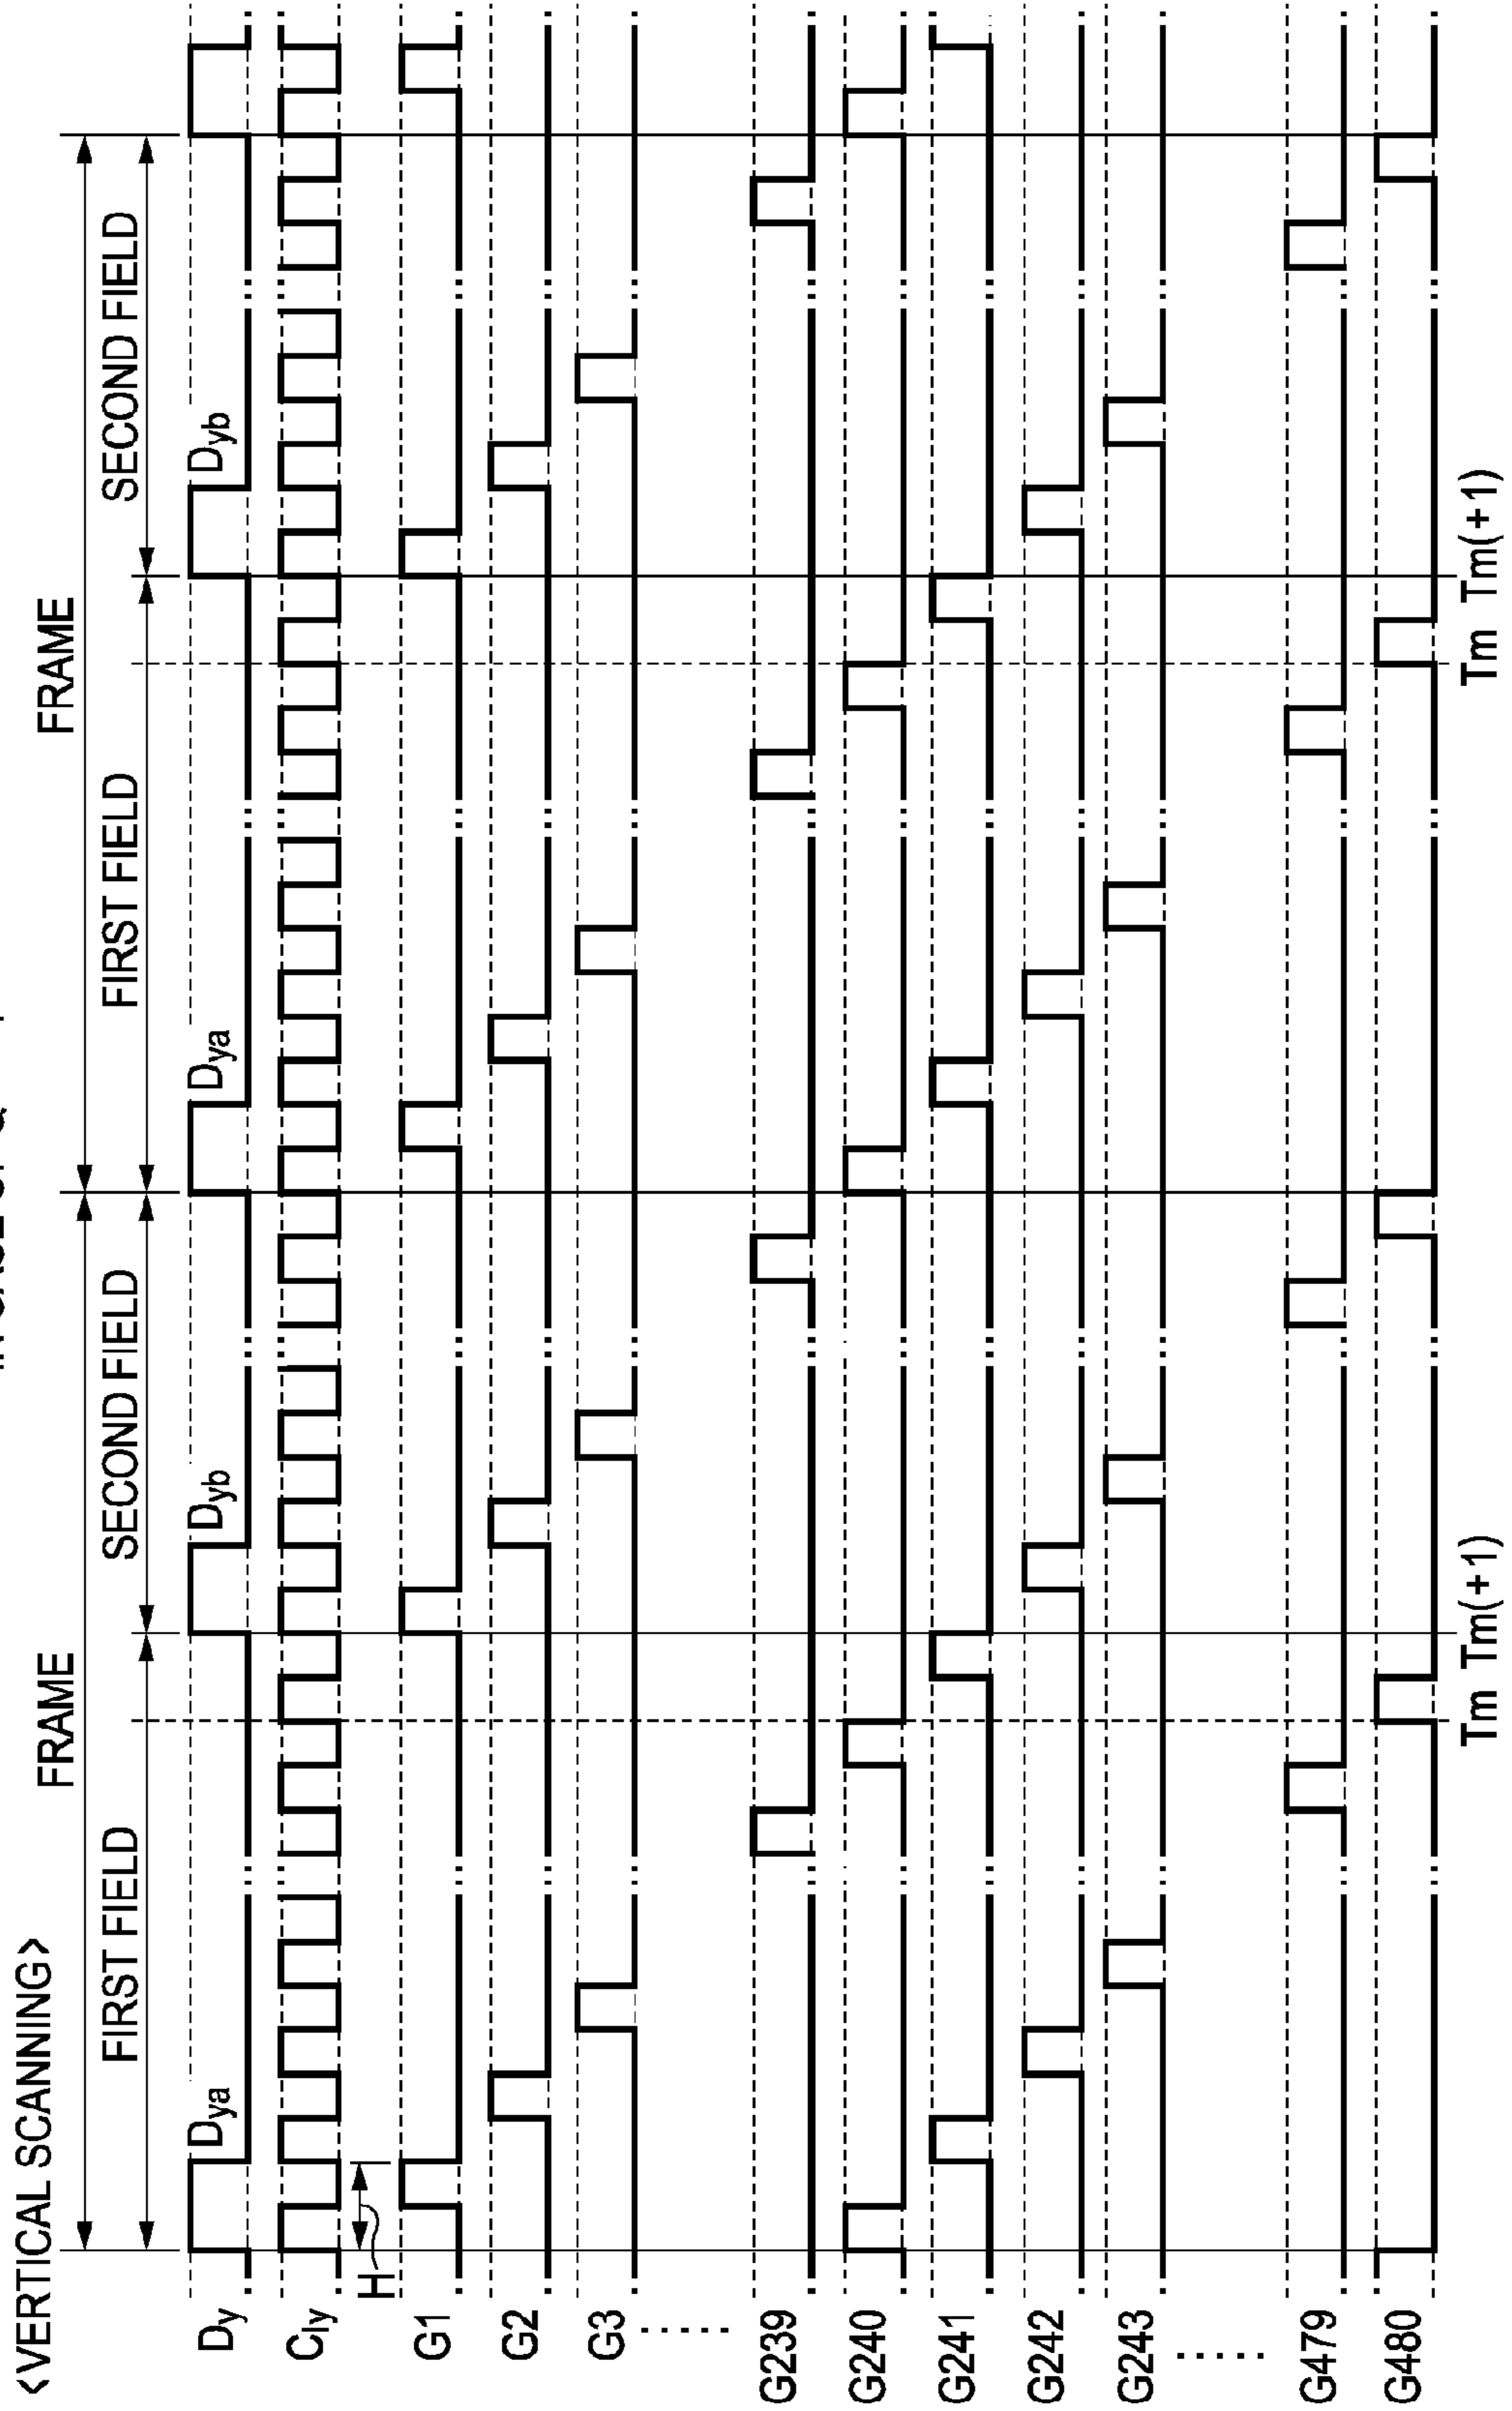 <VERTICAL SCANNING>
FRAME FRAME
FIRST FIELD SECOND FIELD FIRST FIELD SECOND FIELD
Dy Dya Dyb Dya Dyb
Cly
H
G1
G2
G3
.....
G239
G240
G241
G242
G243
.....
G479
G480
Tm Tm(+1) Tm Tm(+1)